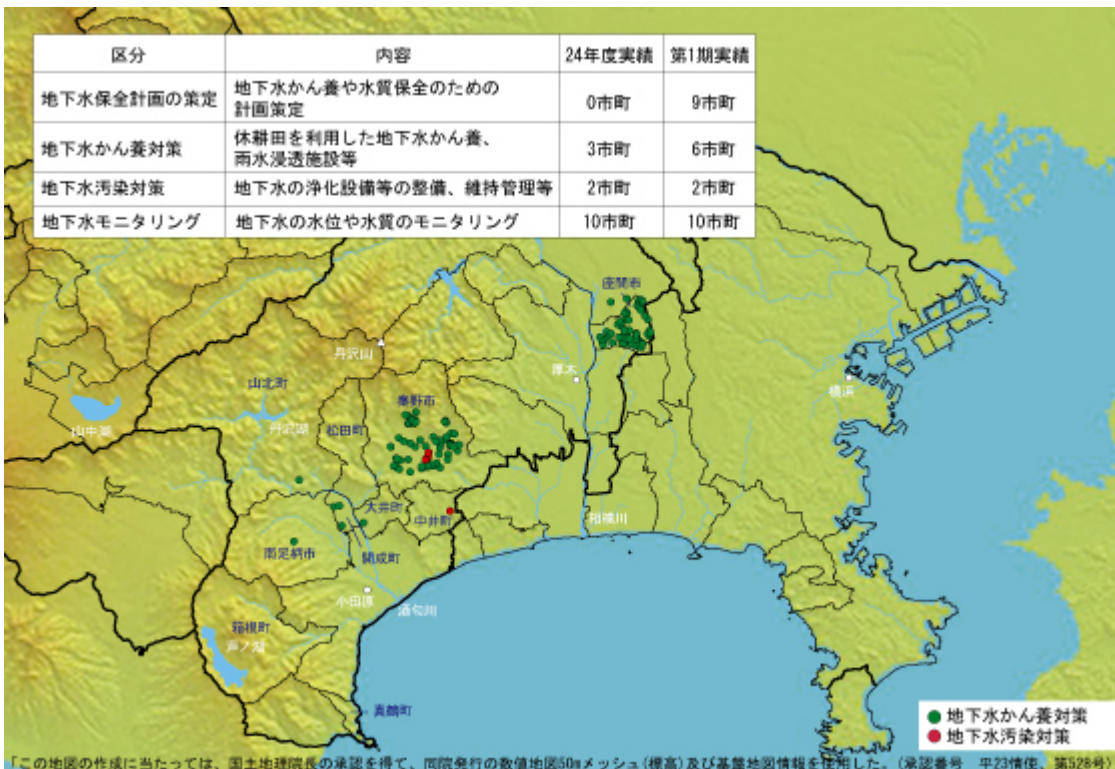 区分 内容 24年度実績 第1期実績
地下水保全計画の策定 地下水かん養や水質保全のための
計画策定 0市町 9市町
地下水かん養対策 休耕田を利用した地下水かん養、
雨水浸透施設等 3市町 6市町
地下水汚染対策 地下水の浄化設備等の整備、維持管理等 2市町 2市町
地下水モニタリング 地下水の水位や水質のモニタリング 10市町 10市町
座間市
丹沢山
厚木
横浜
山北町
秦野市
山中湖
丹沢湖
松田町
大井町
中井町
相模川
南足柄市
開成町
小田原
酒匂川
箱根町
芦ノ湖
真鶴町
地下水かん養対策
地下水汚染対策
「この地図の作成に当たっては、国土地理院長の承認を得て、同院発行の数値地図50mメッシュ(標高)及び基盤地図情報を使用した。(承認番号 平23情使、第528号)